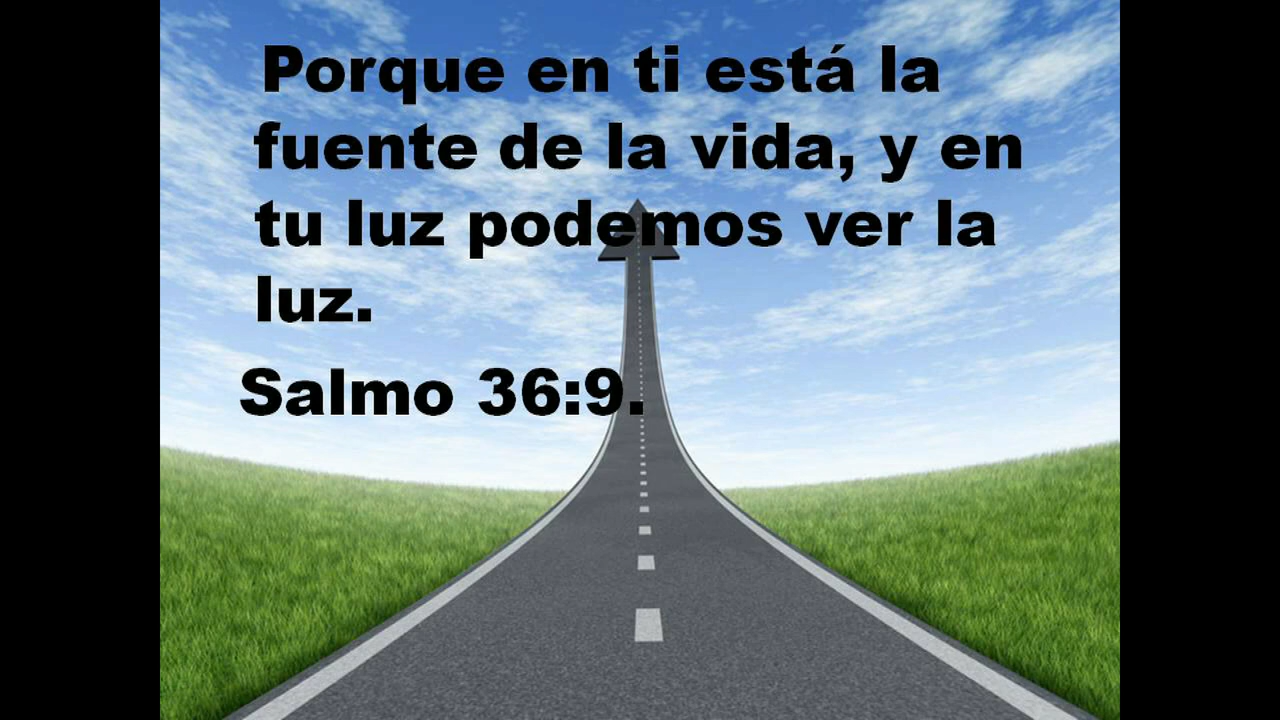 Porque en ti está la
fuente de la vida, y en
tu luz podemos ver la
luz.
Salmo 36:9.